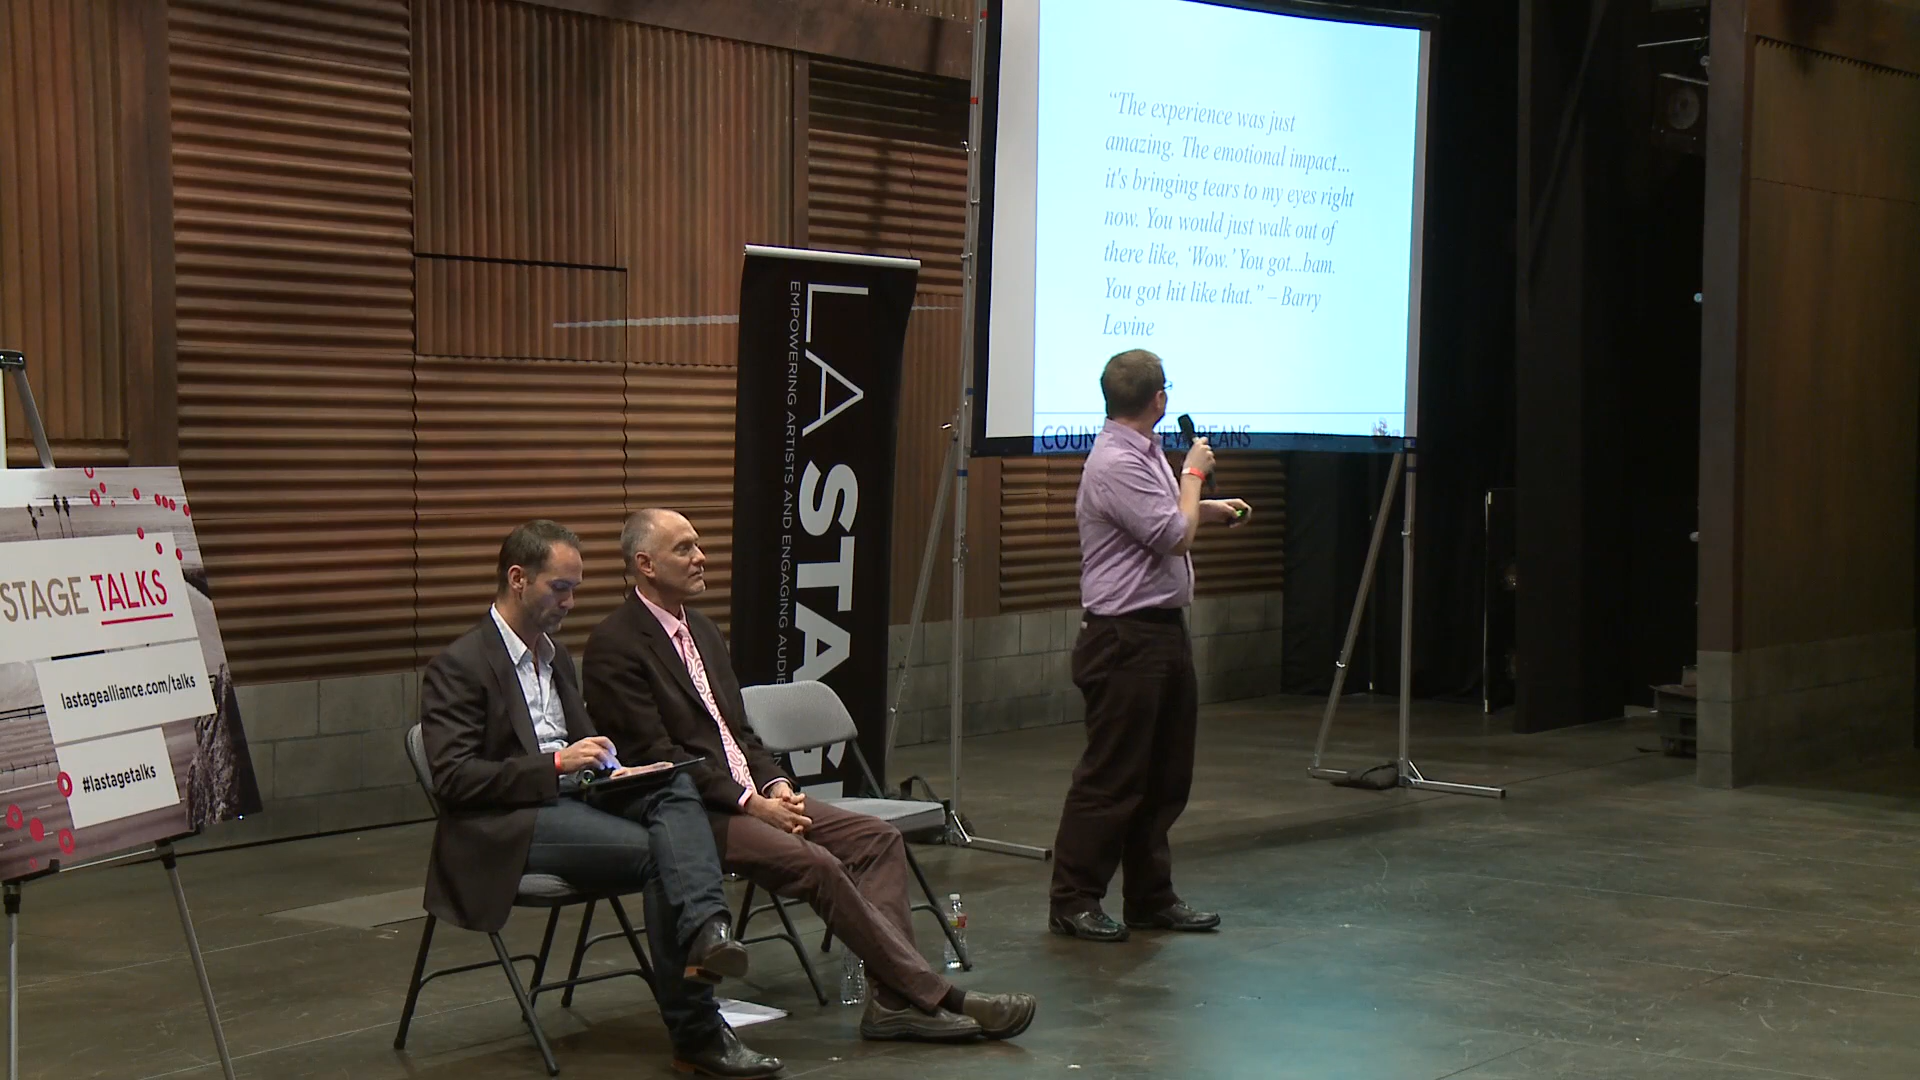 “The experience was just
amazing. The emotional impact...
it's bringing tears to my eyes right
now. You would just walk out of
there like, ‘Wow.’ You got...bam.
You got hit like that.” – Barry
Levine
LA STAGE
EMPOWERING ARTISTS AND ENGAGING
STAGE TALKS
lastagealliance.com/talks
#lastagetalks